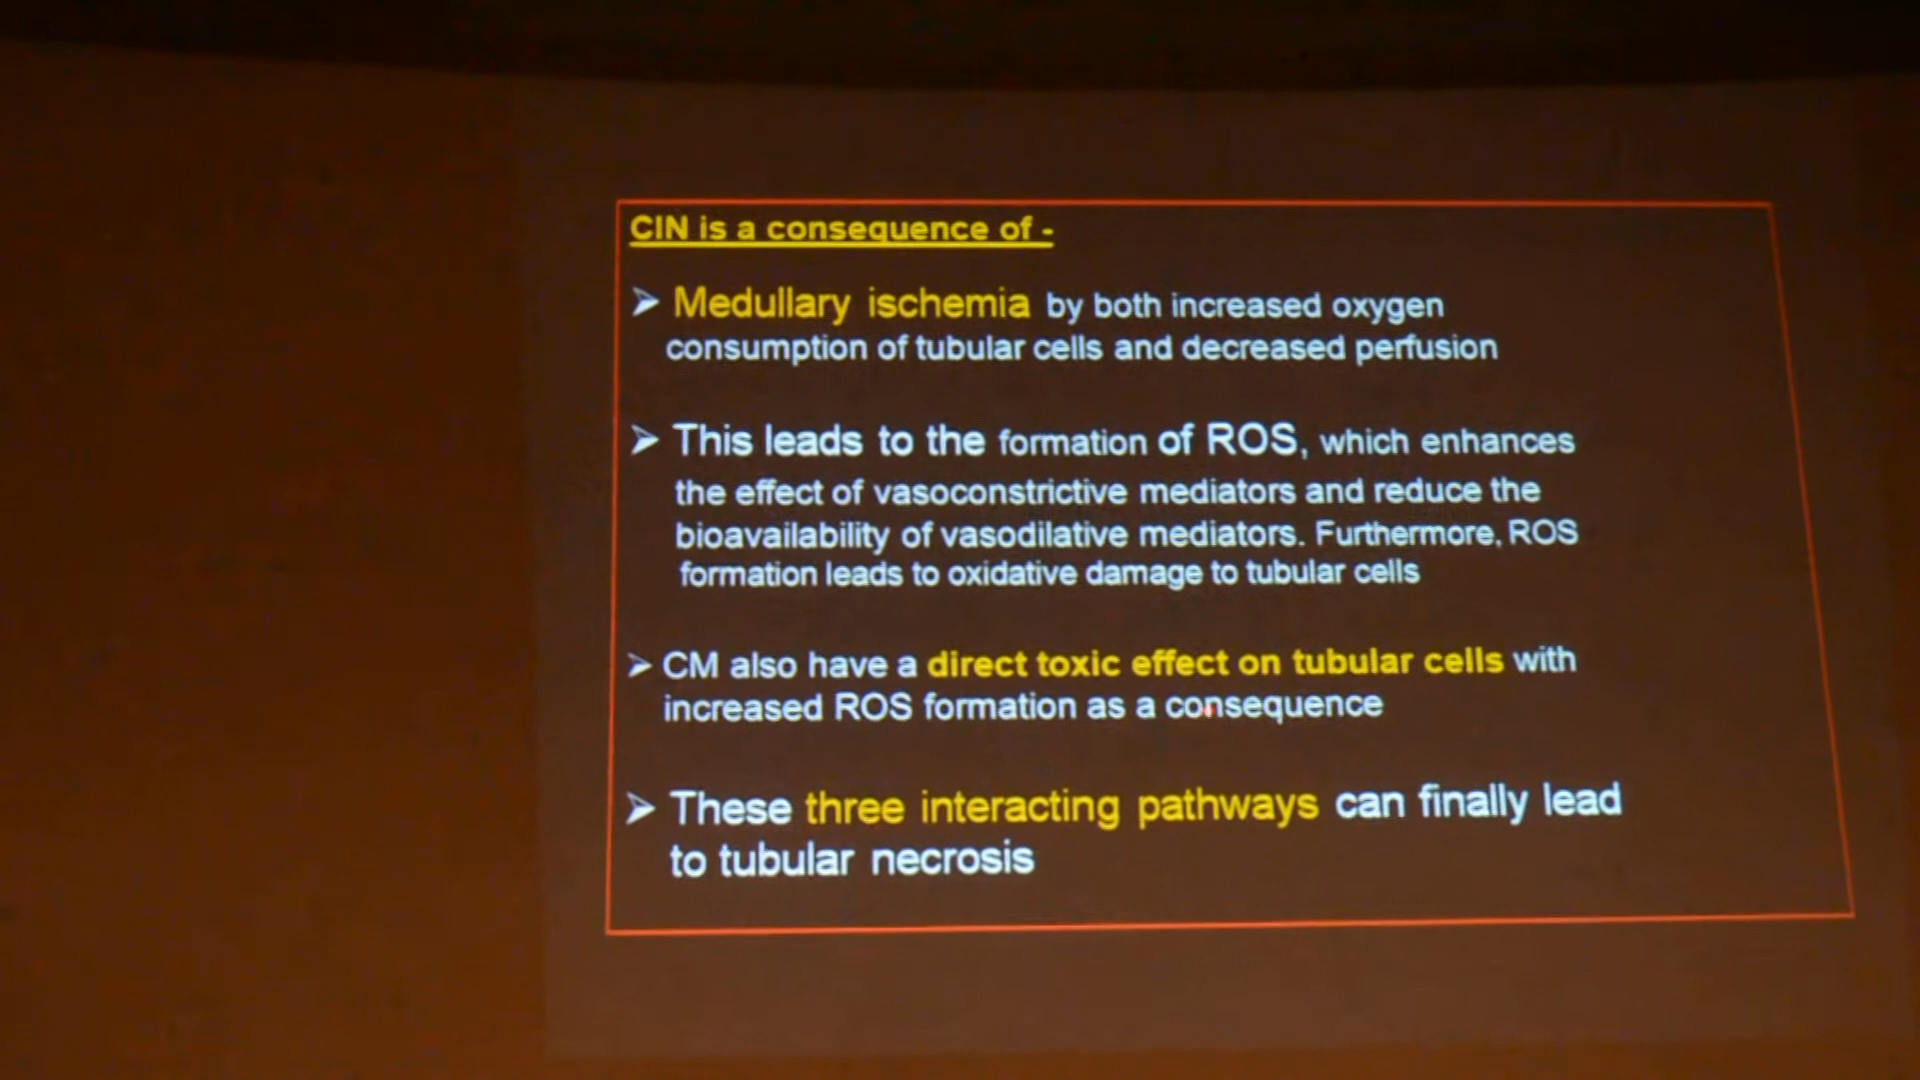 CIN is a consequence of -
➢ Medullary ischemia by both increased oxygen
consumption of tubular cells and decreased perfusion
➢ This leads to the formation of ROS, which enhances
the effect of vasoconstrictive mediators and reduce the
bioavailability of vasodilative mediators. Furthermore, ROS
formation leads to oxidative damage to tubular cells
➢ CM also have a direct toxic effect on tubular cells with
increased ROS formation as a consequence
➢ These three interacting pathways can finally lead
to tubular necrosis